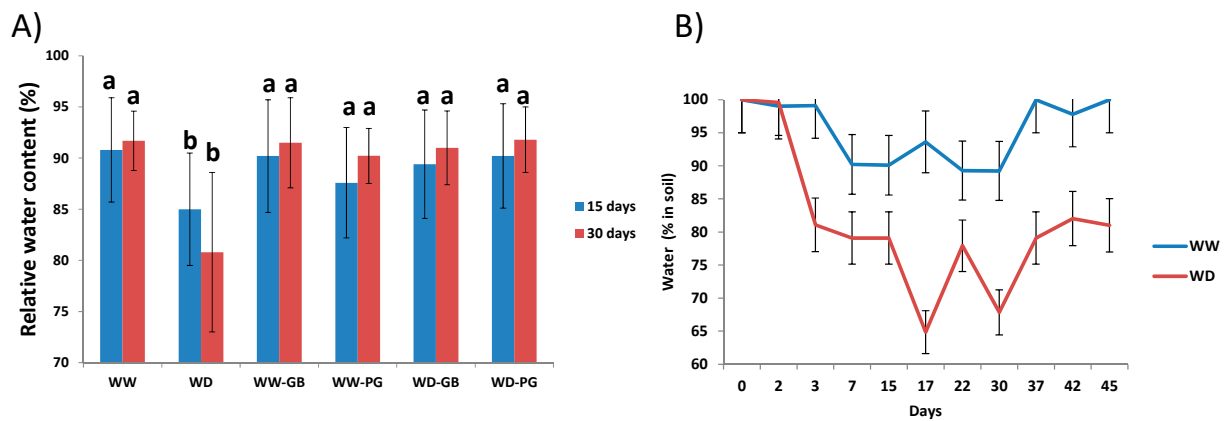 A)
Relative water content (%)
100
95
90
85
80
75
70
a a b b a a a a a a a a
WW WD WW-GB WW-PG WD-GB WD-PG
15 days
30 days
B)
Water (% in soil)
100
95
90
85
80
75
70
65
60
0 2 3 7 15 17 22 30 37 42 45
Days
WW
WD